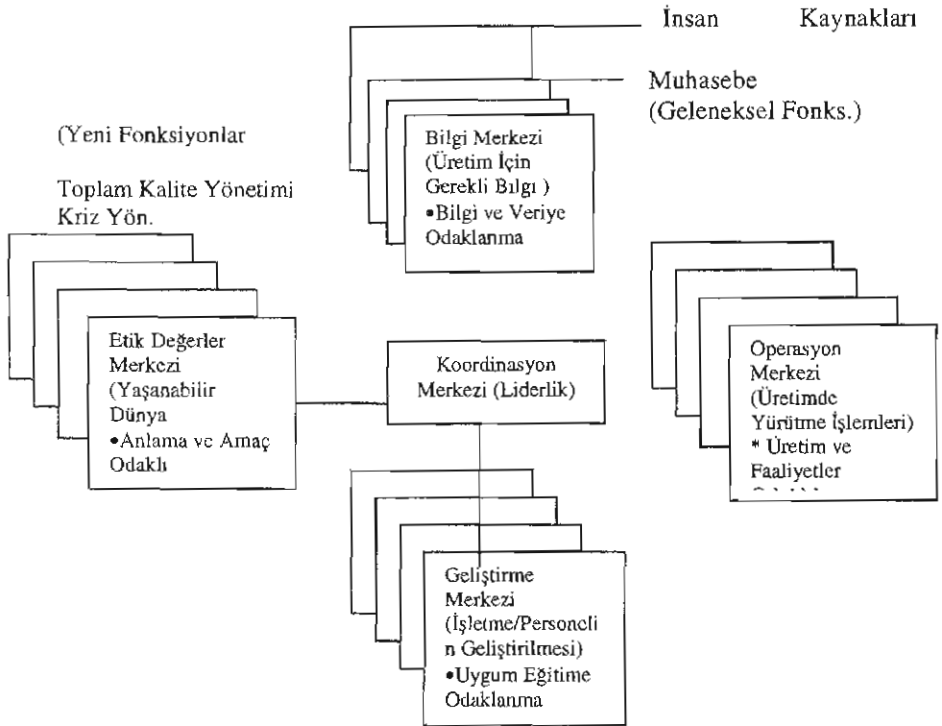 İnsan Kaynakları
Muhasebe
(Geleneksel Fonks.)
(Yeni Fonksiyonlar
Toplam Kalite Yönetimi
Kriz Yön.
Bilgi Merkezi
(Üretim İçin
Gerekli Bilgi )
•Bilgi ve Veriye
Odaklanma
Etik Değerler
Merkezi
(Yaşanabilir
Dünya
•Anlama ve Amaç
Odaklı
Koordinasyon
Merkezi (Liderlik)
Operasyon
Merkezi
(Üretimde
Yürütme İşlemleri)
* Üretim ve
Faaliyetler
Geliştirme
Merkezi
(İşletme/Personeli
n Geliştirilmesi)
•Uygum Eğitime
Odaklanma